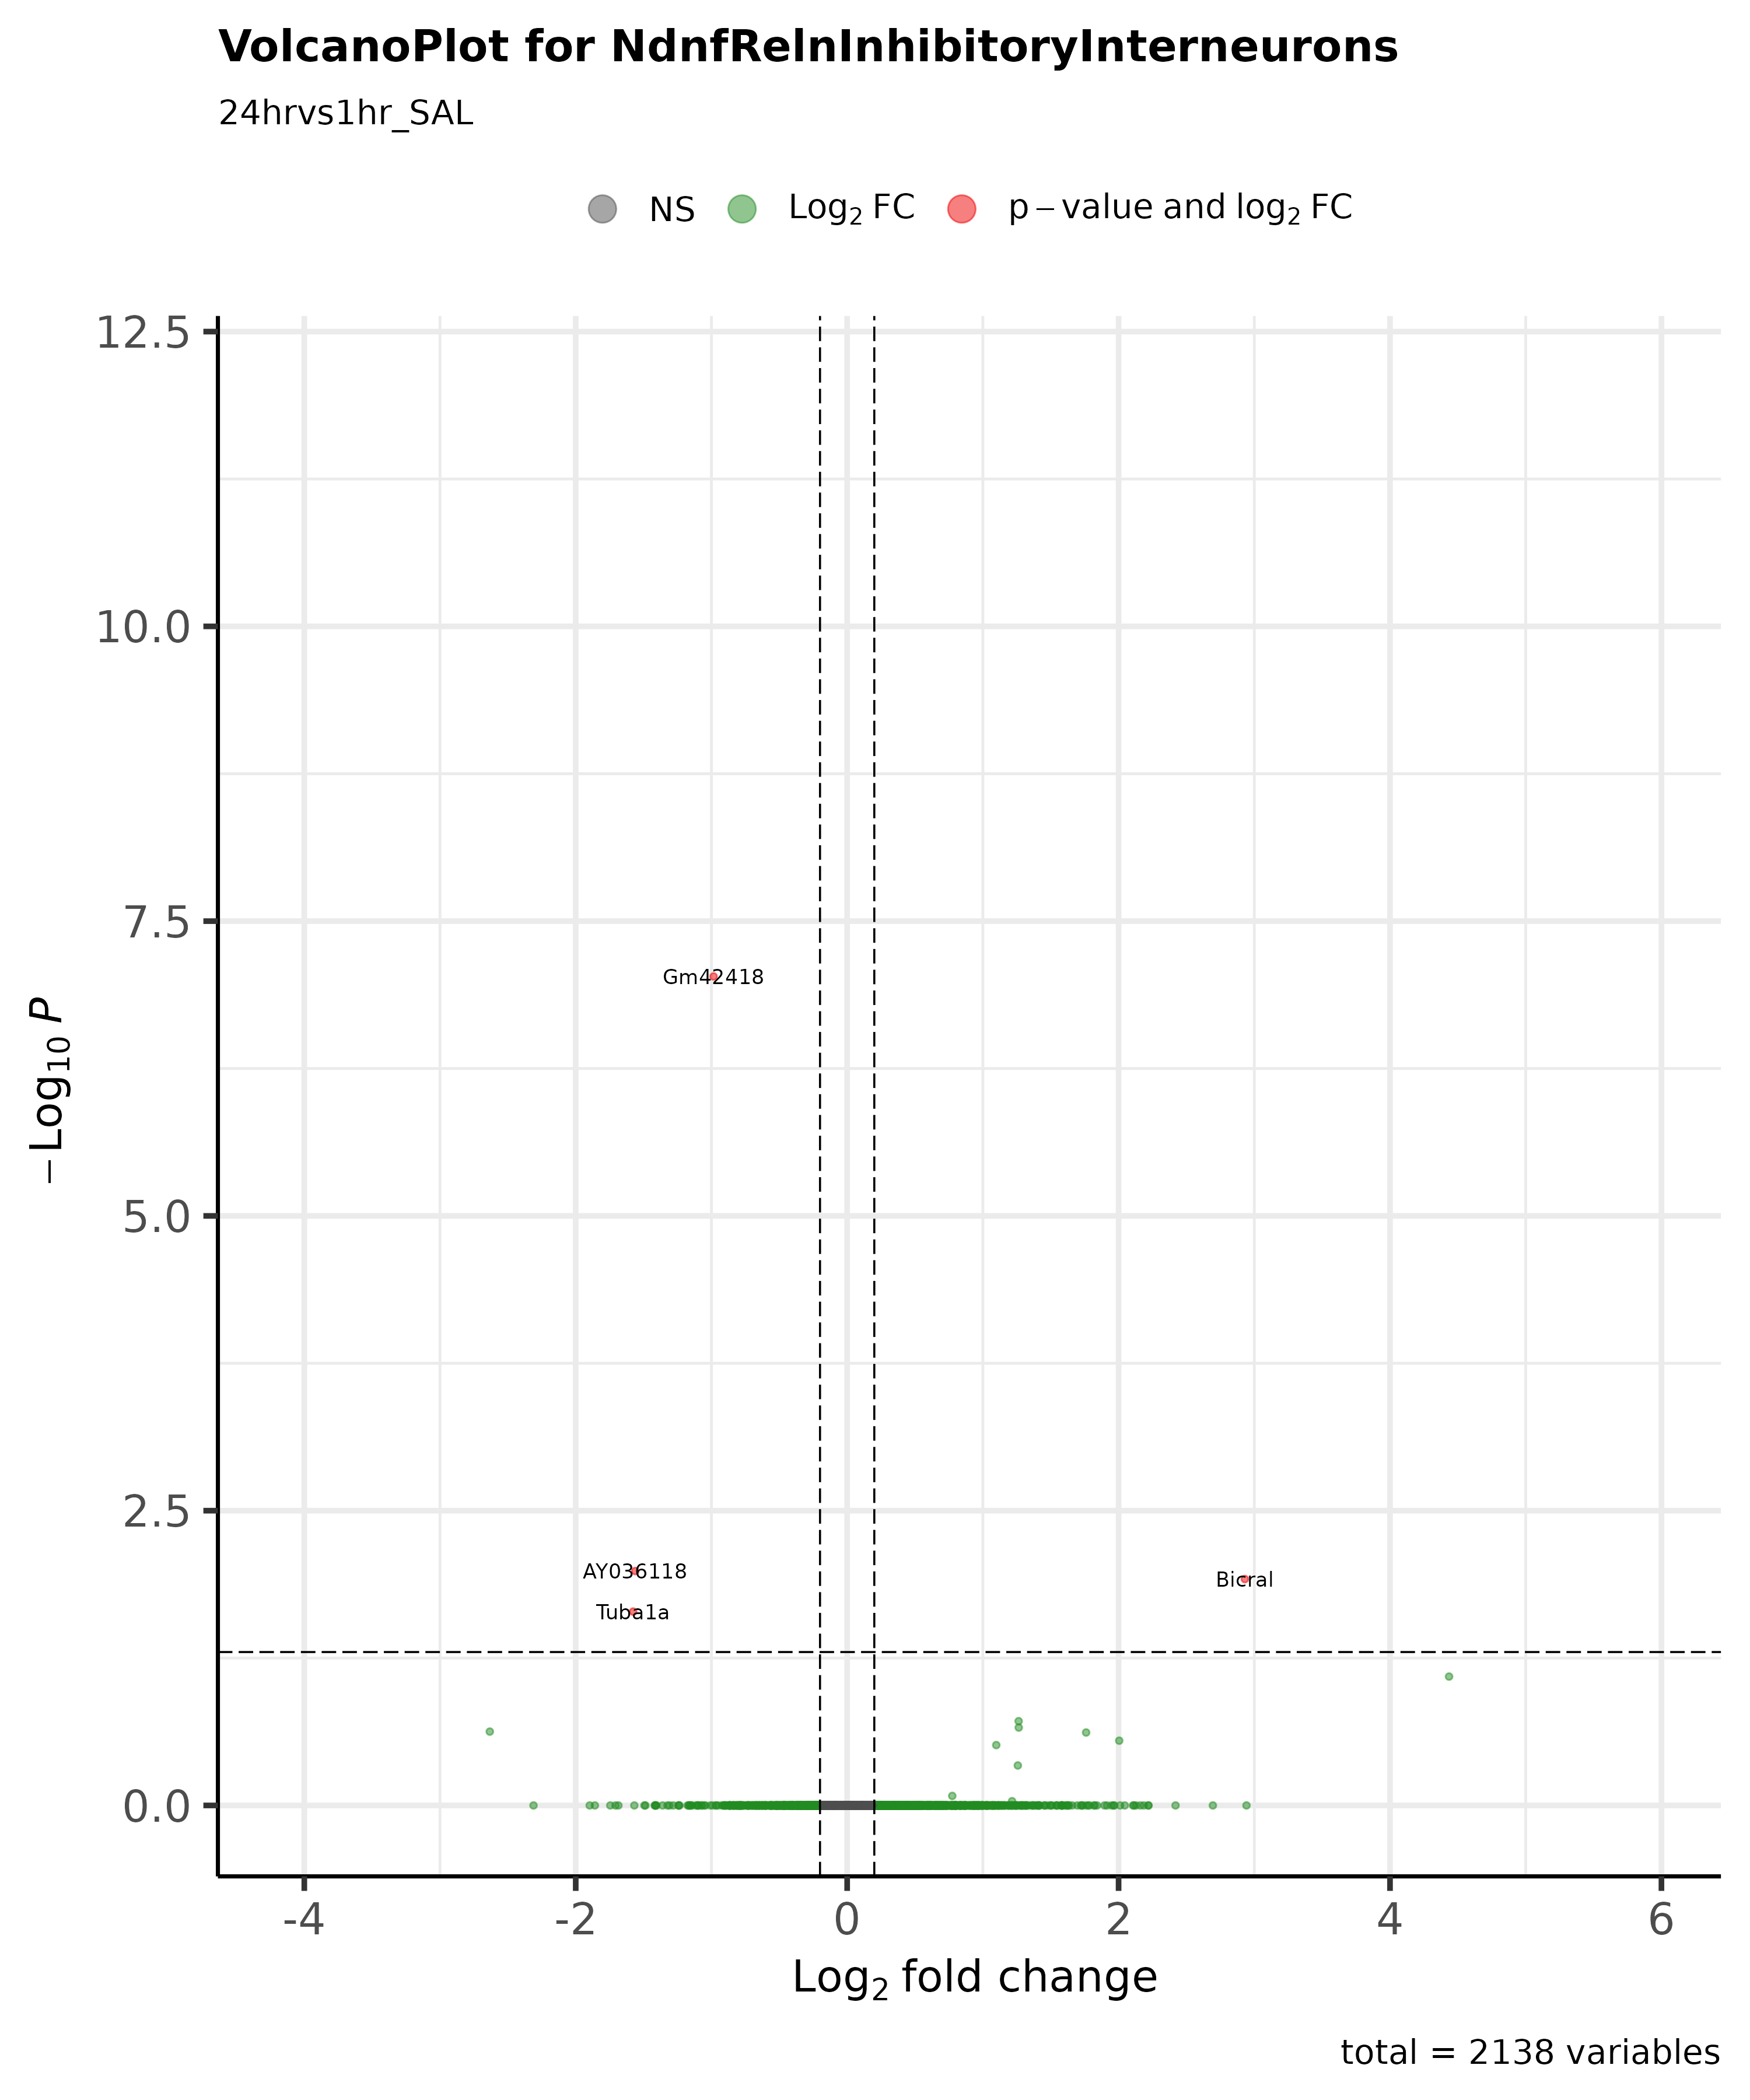 VolcanoPlot for NdnfRelnInhibitoryInterneurons
24hrvs1hr_SAL
NS Log2 FC p − value and log2 FC
12.5
10.0
7.5
5.0
2.5
0.0
−Log10 P
Gm42418
AY036118
Bicral
Tuba1a
-4 -2 0 2 4 6
Log2 fold change
total = 2138 variables